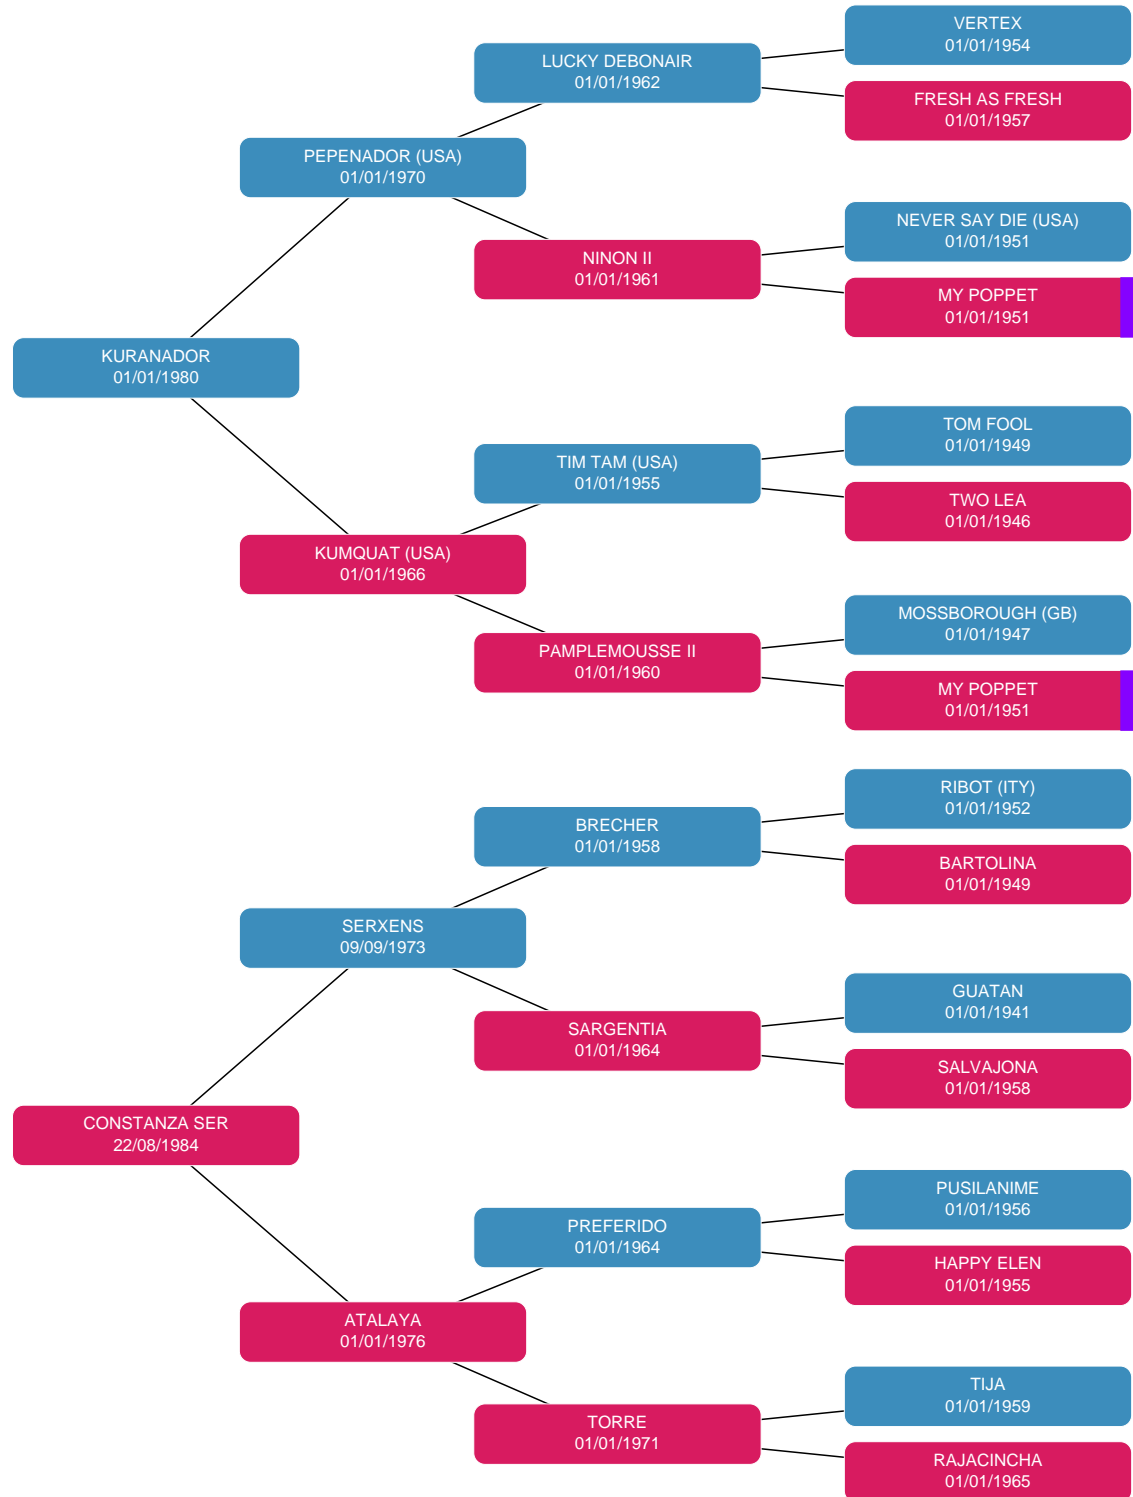 VERTEX
01/01/1954
LUCKY DEBONAIR
01/01/1962
FRESH AS FRESH
01/01/1957
PEPENADOR (USA)
01/01/1970
NEVER SAY DIE (USA)
01/01/1951
NINON II
01/01/1961
MY POPPET
01/01/1951
KURANADOR
01/01/1980
TOM FOOL
01/01/1949
TIM TAM (USA)
01/01/1955
TWO LEA
01/01/1946
KUMQUAT (USA)
01/01/1966
MOSSBOROUGH (GB)
01/01/1947
PAMPLEMOUSSE II
01/01/1960
MY POPPET
01/01/1951
RIBOT (ITY)
01/01/1952
BRECHER
01/01/1958
BARTOLINA
01/01/1949
SERXENS
09/09/1973
GUATAN
01/01/1941
SARGENTIA
01/01/1964
SALVAJONA
01/01/1958
CONSTANZA SER
22/08/1984
PUSILANIME
01/01/1956
PREFERIDO
01/01/1964
HAPPY ELEN
01/01/1955
ATALAYA
01/01/1976
TIJA
01/01/1959
TORRE
01/01/1971
RAJACINCHA
01/01/1965